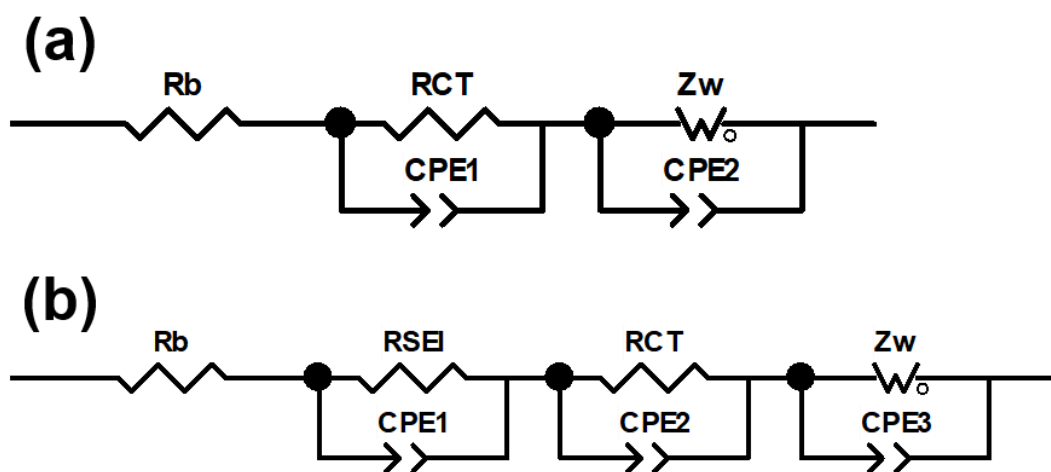 (a)
Rb RCT Zw
CPE1 CPE2
(b)
Rb RSEI RCT Zw
CPE1 CPE2 CPE3